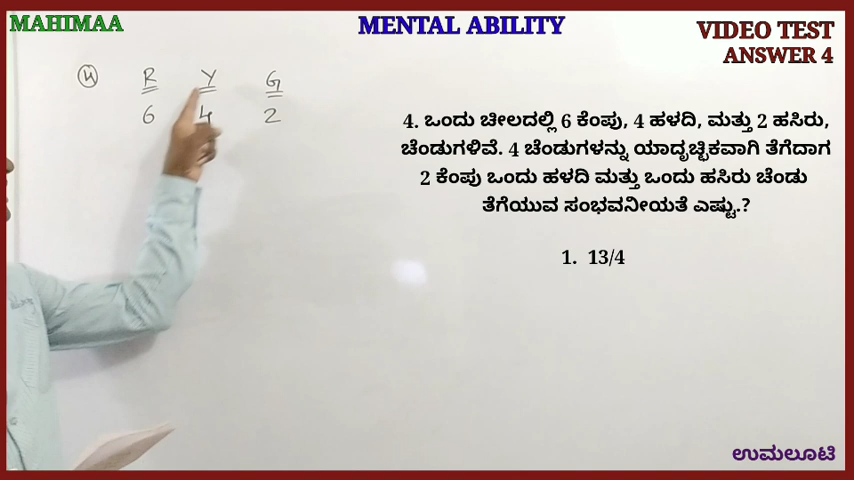 MAHIMAA
MENTAL ABILITY
VIDEO TEST
ANSWER 4
4 R Y G
6 4 2
4. ಒಂದು ಚೀಲದಲ್ಲಿ 6 ಕೆಂಪು, 4 ಹಳದಿ, ಮತ್ತು 2 ಹಸಿರು,
ಚೆಂಡುಗಳಿವೆ. 4 ಚೆಂಡುಗಳನ್ನು ಯಾದೃಚ್ಛಿಕವಾಗಿ ತೆಗೆದಾಗ
2 ಕೆಂಪು ಒಂದು ಹಳದಿ ಮತ್ತು ಒಂದು ಹಸಿರು ಚೆಂಡು
ತೆಗೆಯುವ ಸಂಭವನೀಯತೆ ಎಷ್ಟು.?
1. 13/4
ಉಮಲೂಟಿ